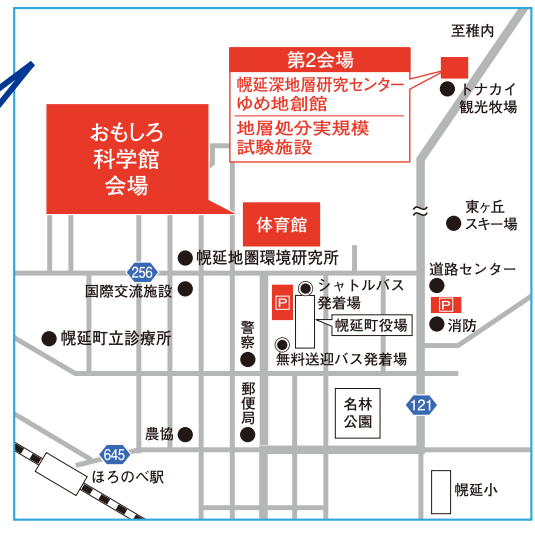 至稚内
第2会場
幌延深地層研究センター
ゆめ地創館
地層処分実規模
試験施設
トナカイ
観光牧場
おもしろ
科学館
会場
体育館
東ヶ丘
スキー場
幌延地圏環境研究所
256
国際交流施設
シャトルバス
発着場
P
道路センター
P
消防
幌延町役場
幌延町立診療所
警察
無料送迎バス発着場
郵便局
名林
公園
121
農協
645
ほろのべ駅
幌延小